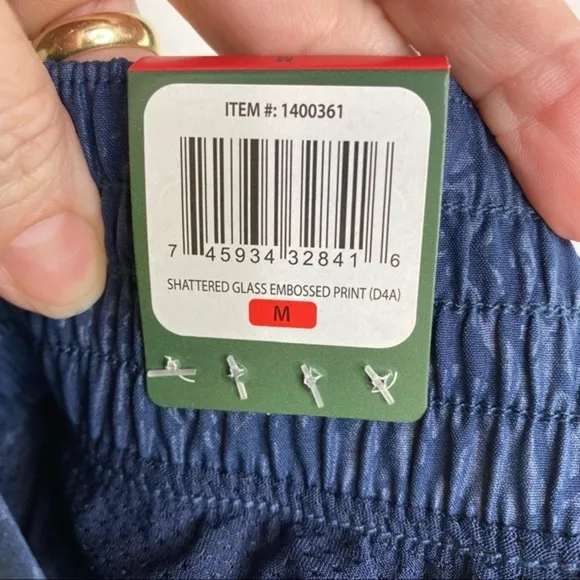 M
ITEM #: 1400361
7 45934 32841 6
SHATTERED GLASS EMBOSSED PRINT (D4A)
M